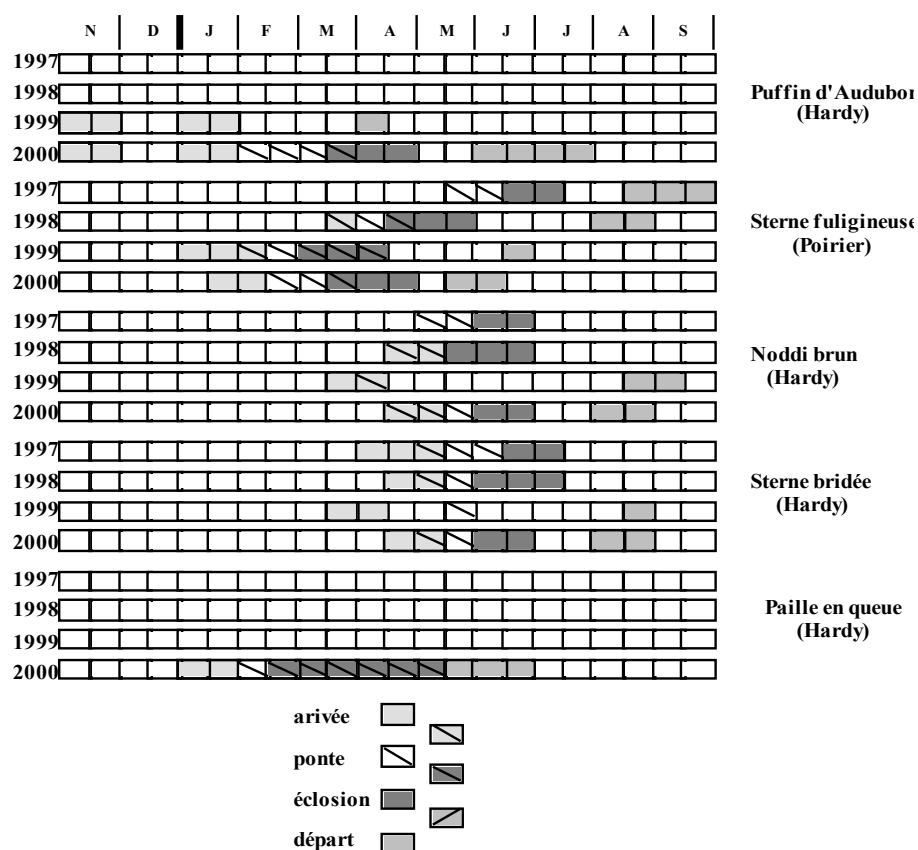 N D J F M A M J J A S
1997
1998
1999
2000
Puffin d'Audubon
(Hardy)
1997
1998
1999
2000
Sterne fuligineuse
(Poirier)
1997
1998
1999
2000
Noddi brun
(Hardy)
1997
1998
1999
2000
Sterne bridée
(Hardy)
1997
1998
1999
2000
Paille en queue
(Hardy)
arivée
ponte
éclosion
départ